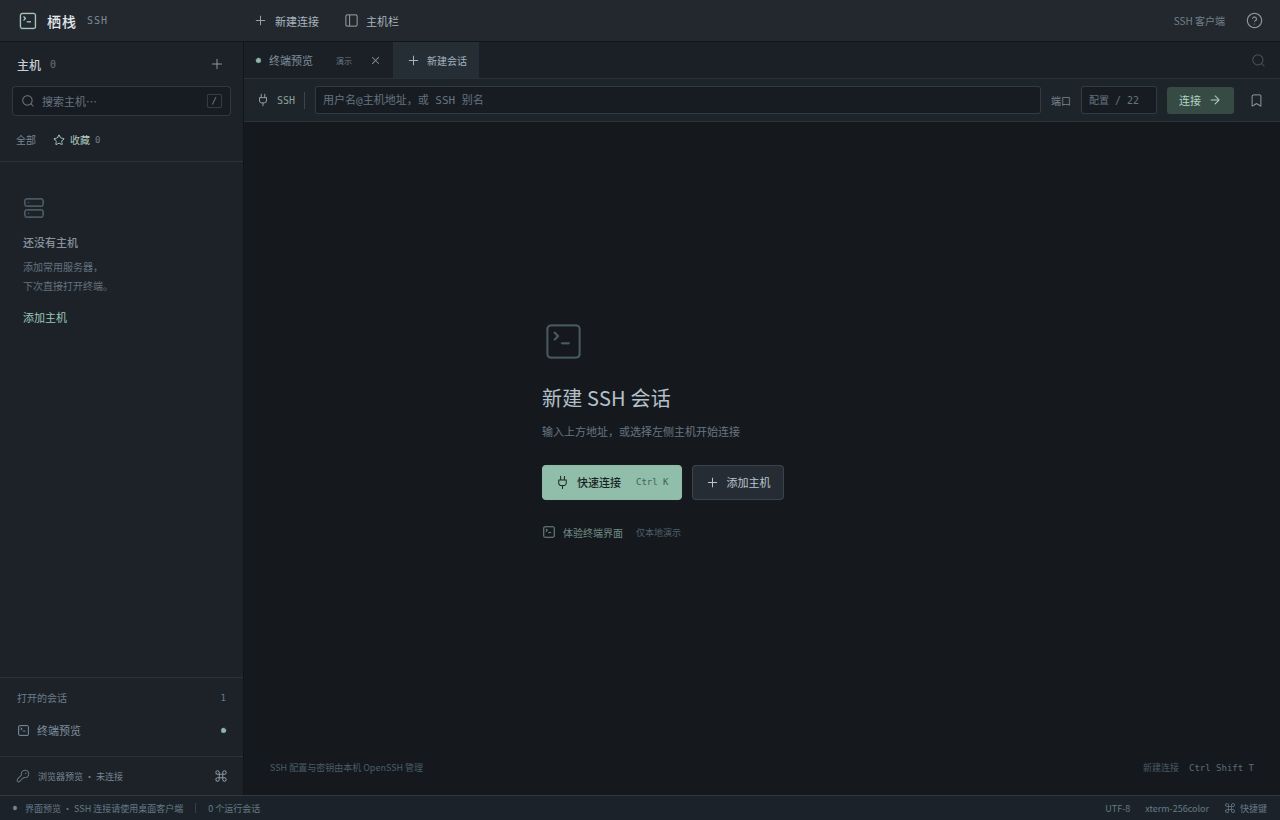 栖栈 SSH
新建连接 主机栏
SSH 客户端
主机 0
搜索主机… /
全部 收藏 0
还没有主机
添加常用服务器，
下次直接打开终端。
添加主机
打开的会话 1
终端预览
浏览器预览 · 未连接
终端预览 演示
新建会话
SSH 用户名@主机地址，或 SSH 别名 端口 配置 / 22 连接
新建 SSH 会话
输入上方地址，或选择左侧主机开始连接
快速连接 Ctrl K 添加主机
体验终端界面 仅本地演示
SSH 配置与密钥由本机 OpenSSH 管理 新建连接 Ctrl Shift T
界面预览 · SSH 连接请使用桌面客户端 0 个运行会话 UTF-8 xterm-256color 快捷键